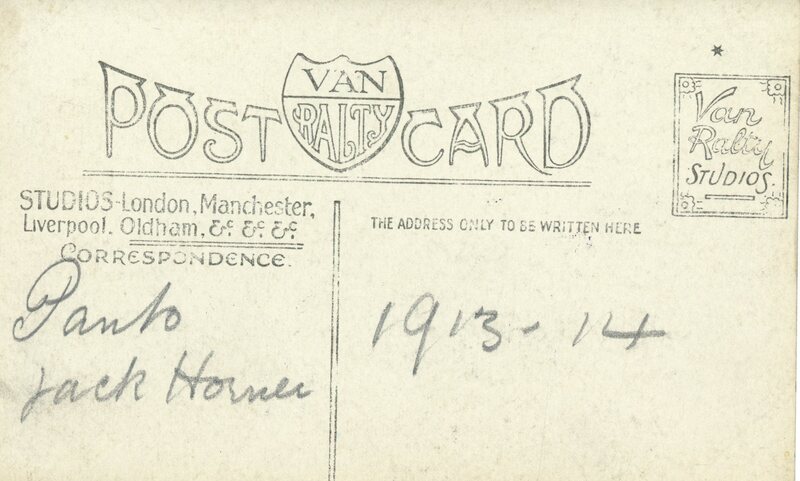 POST VAN RALTY CARD
Van
Ralty
STUDIOS.
STUDIOS-London, Manchester,
Liverpool, Oldham, &c &c &c
CORRESPONDENCE.
THE ADDRESS ONLY TO BE WRITTEN HERE
Panto
Jack Horner
1913-14